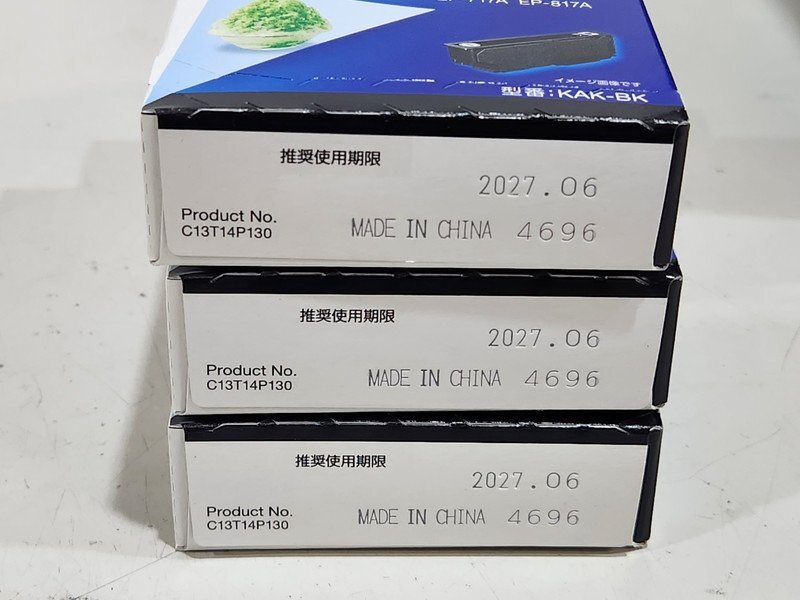 EP-717A EP-817A
イメージ画像です
型番:KAK-BK
推奨使用期限
2027.06
Product No.
C13T14P130
MADE IN CHINA 4696
推奨使用期限
2027.06
Product No.
C13T14P130
MADE IN CHINA 4696
推奨使用期限
2027.06
Product No.
C13T14P130
MADE IN CHINA 4696